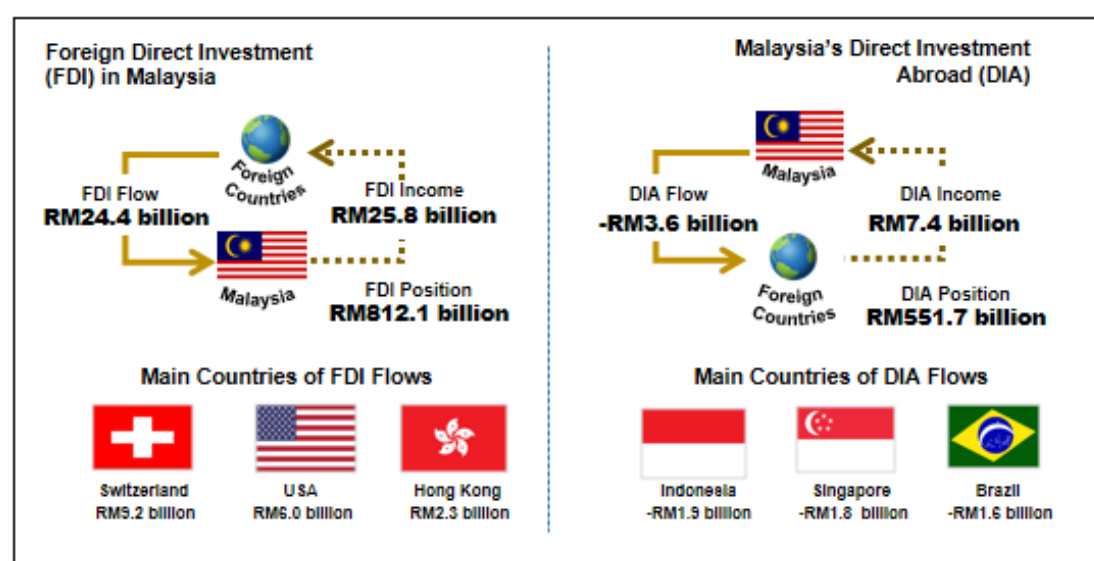 Foreign Direct Investment
(FDI) in Malaysia
Foreign
Countries
FDI Flow
RM24.4 billion
FDI Income
RM25.8 billion
Malaysia
FDI Position
RM812.1 billion
Main Countries of FDI Flows
Switzerland
RM9.2 billion
USA
RM6.0 billion
Hong Kong
RM2.3 billion
Malaysia's Direct Investment
Abroad (DIA)
Malaysia
DIA Flow
-RM3.6 billion
DIA Income
RM7.4 billion
Foreign
Countries
DIA Position
RM551.7 billion
Main Countries of DIA Flows
Indonesia
-RM1.9 billion
Singapore
-RM1.8 billion
Brazil
-RM1.6 billion